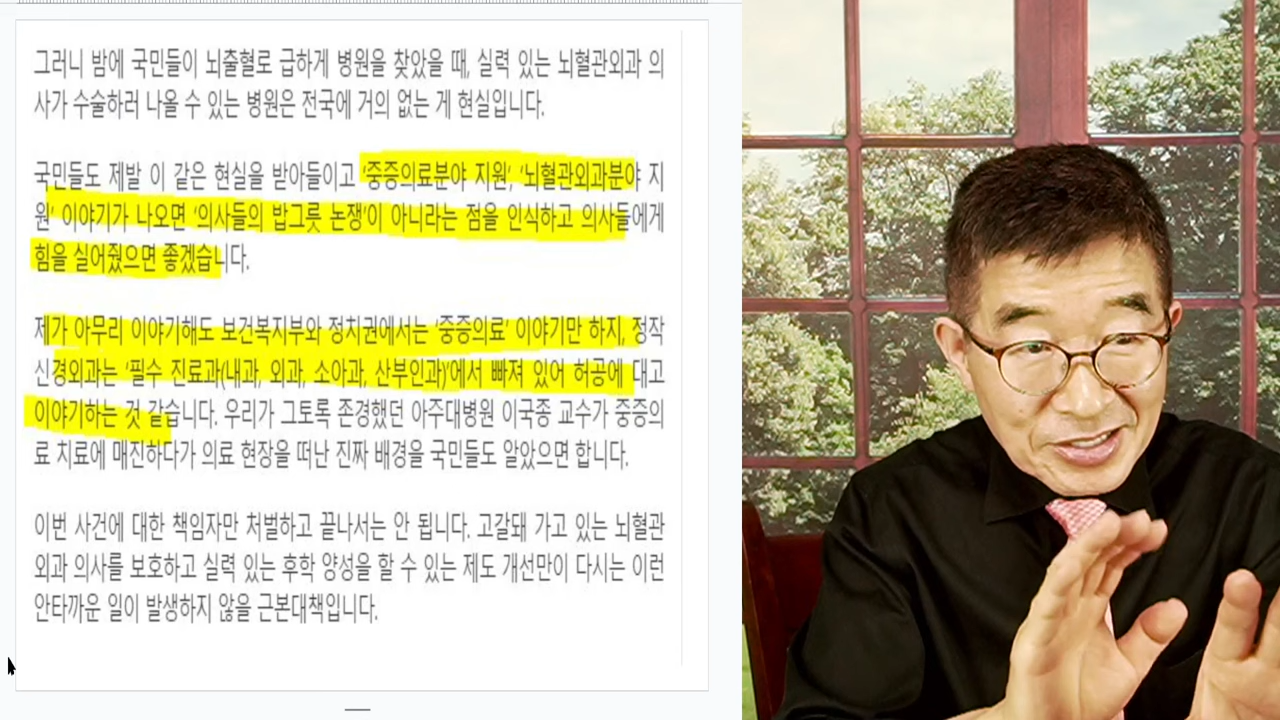 그러니 밤에 국민들이 뇌출혈로 급하게 병원을 찾았을 때, 실력 있는 뇌혈관외과 의
사가 수술하러 나올 수 있는 병원은 전국에 거의 없는 게 현실입니다.
국민들도 제발 이 같은 현실을 받아들이고 '중증의료분야 지원', '뇌혈관외과분야 지
원' 이야기가 나오면 '의사들의 밥그릇 논쟁'이 아니라는 점을 인식하고 의사들에게
힘을 실어줬으면 좋겠습니다.
제가 아무리 이야기해도 보건복지부와 정치권에서는 '중증의료' 이야기만 하지, 정작
신경외과는 '필수 진료과(내과, 외과, 소아과, 산부인과)'에서 빠져 있어 허공에 대고
이야기하는 것 같습니다. 우리가 그토록 존경했던 아주대병원 이국종 교수가 중증의
료 치료에 매진하다가 의료 현장을 떠난 진짜 배경을 국민들도 알았으면 합니다.
이번 사건에 대한 책임자만 처벌하고 끝나서는 안 됩니다. 고갈돼 가고 있는 뇌혈관
외과 의사를 보호하고 실력 있는 후학 양성을 할 수 있는 제도 개선만이 다시는 이런
안타까운 일이 발생하지 않을 근본대책입니다.